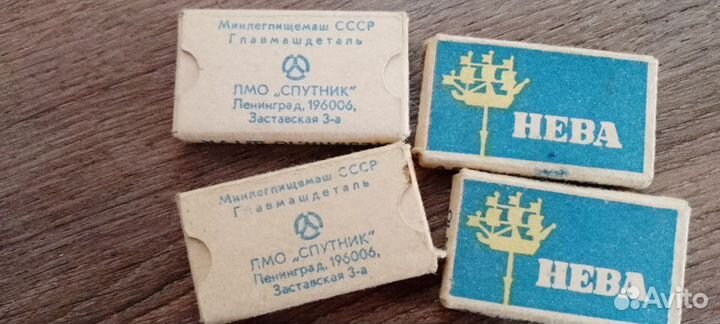 Минлегпищемаш СССР
Главмашдеталь
ЛМО „СПУТНИК"
Ленинград, 196006,
Заставская 3-а
НЕВА
Минлегпищемаш СССР
Главмашдеталь
ЛМО „СПУТНИК"
Ленинград, 196006,
Заставская 3-а
НЕВА
Avito